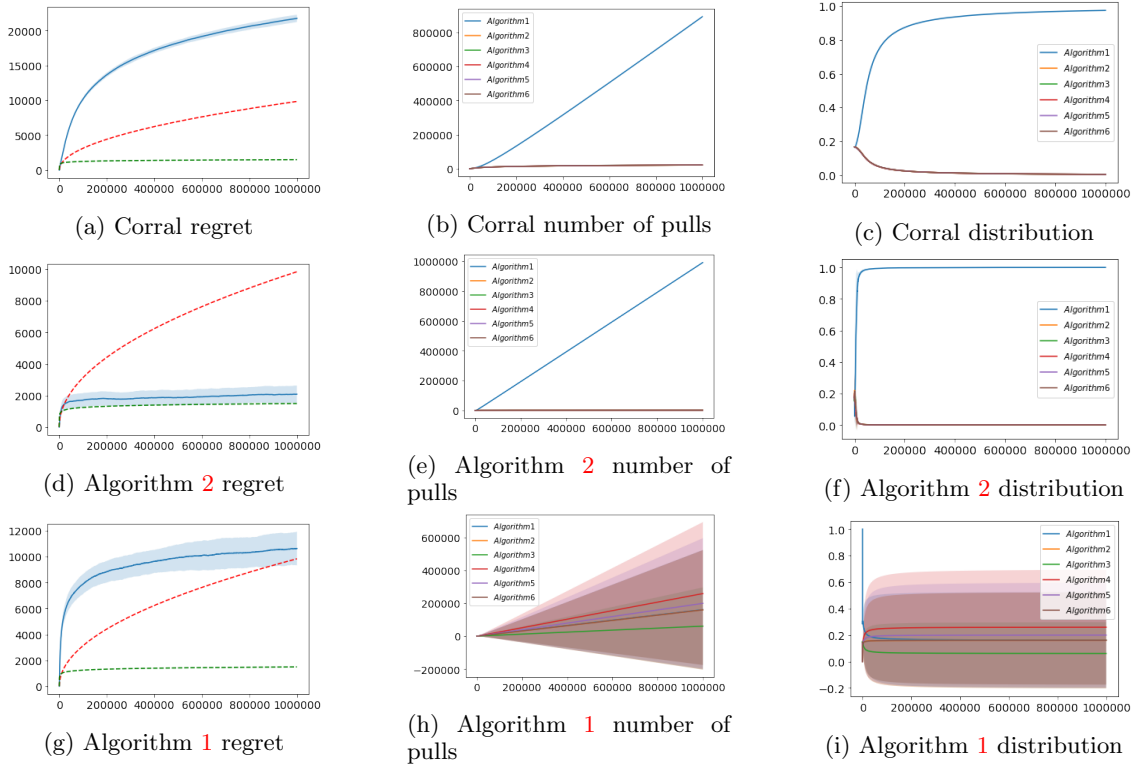 20000
15000
10000
5000
0
0 200000 400000 600000 800000 1000000
(a) Corral regret
800000
600000
400000
200000
0
Algorithm1
Algorithm2
Algorithm3
Algorithm4
Algorithm5
Algorithm6
0 200000 400000 600000 800000 1000000
(b) Corral number of pulls
1.0
0.8
0.6
0.4
0.2
0.0
Algorithm1
Algorithm2
Algorithm3
Algorithm4
Algorithm5
Algorithm6
0 200000 400000 600000 800000 1000000
(c) Corral distribution
10000
8000
6000
4000
2000
0
0 200000 400000 600000 800000 1000000
(d) Algorithm 2 regret
1000000
800000
600000
400000
200000
0
Algorithm1
Algorithm2
Algorithm3
Algorithm4
Algorithm5
Algorithm6
0 200000 400000 600000 800000 1000000
(e) Algorithm 2 number of
pulls
1.0
0.8
0.6
0.4
0.2
0.0
Algorithm1
Algorithm2
Algorithm3
Algorithm4
Algorithm5
Algorithm6
0 200000 400000 600000 800000 1000000
(f) Algorithm 2 distribution
12000
10000
8000
6000
4000
2000
0
0 200000 400000 600000 800000 1000000
(g) Algorithm 1 regret
600000
400000
200000
0
−200000
Algorithm1
Algorithm2
Algorithm3
Algorithm4
Algorithm5
Algorithm6
0 200000 400000 600000 800000 1000000
(h) Algorithm 1 number of
pulls
1.0
0.8
0.6
0.4
0.2
0.0
−0.2
Algorithm1
Algorithm2
Algorithm3
Algorithm4
Algorithm5
Algorithm6
0 200000 400000 600000 800000 1000000
(i) Algorithm 1 distribution